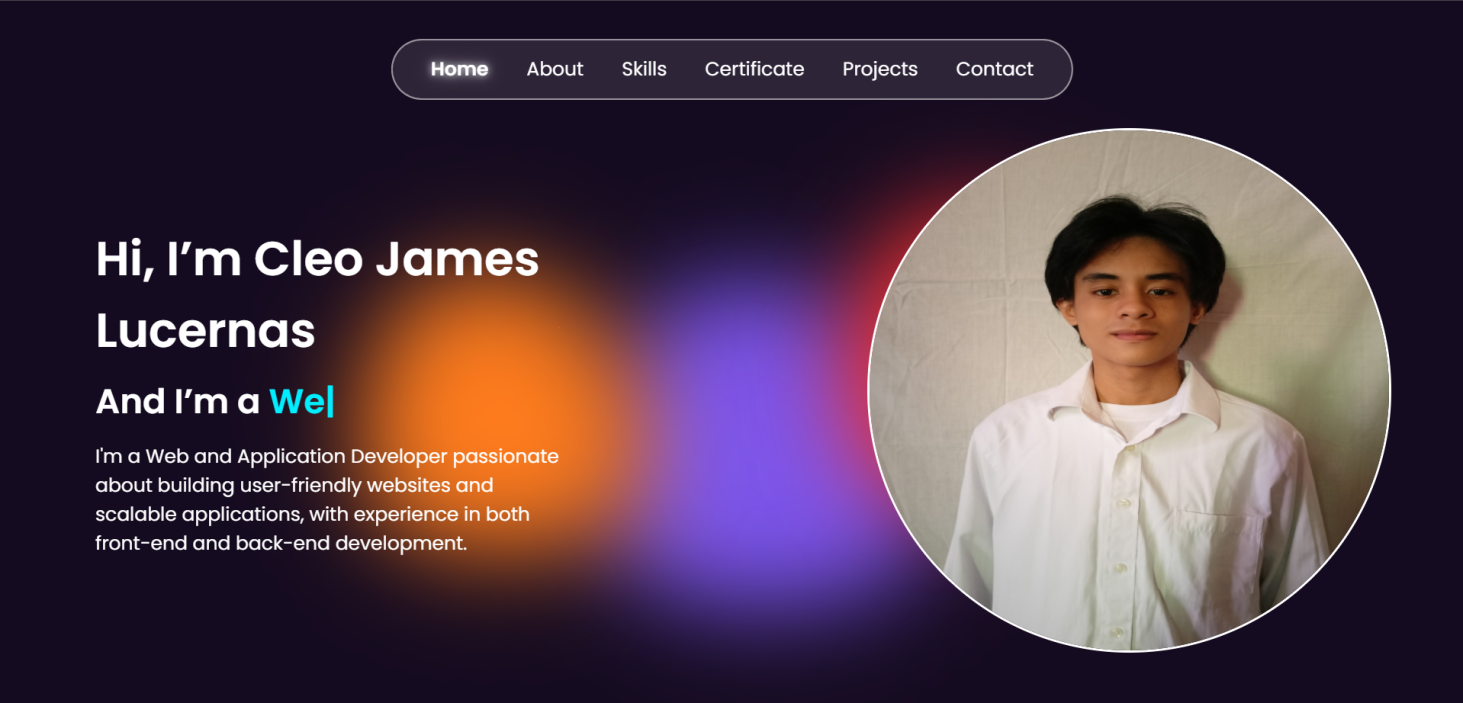 Home About Skills Certificate Projects Contact
Hi, I’m Cleo James
Lucernas
And I’m a We|
I'm a Web and Application Developer passionate
about building user-friendly websites and
scalable applications, with experience in both
front-end and back-end development.